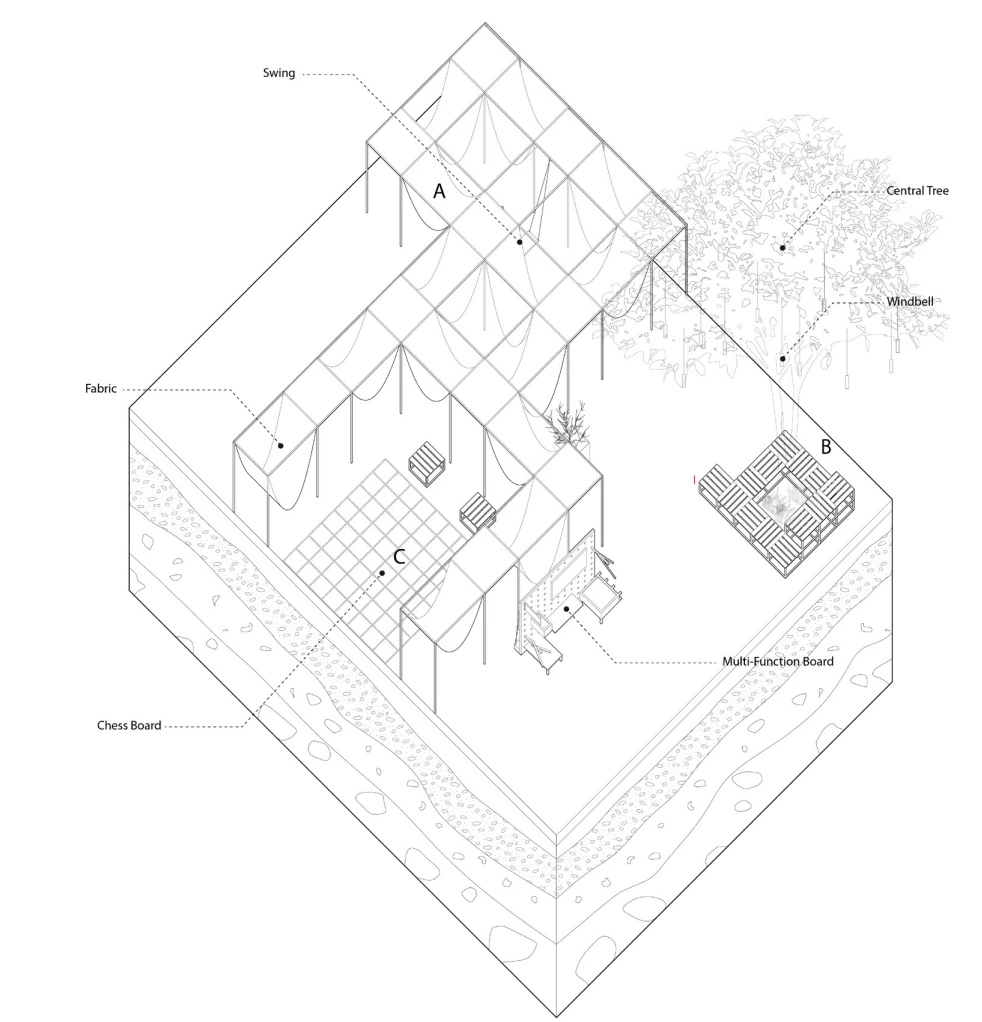 Swing
A
Central Tree
Windbell
Fabric
B
C
Multi-Function Board
Chess Board